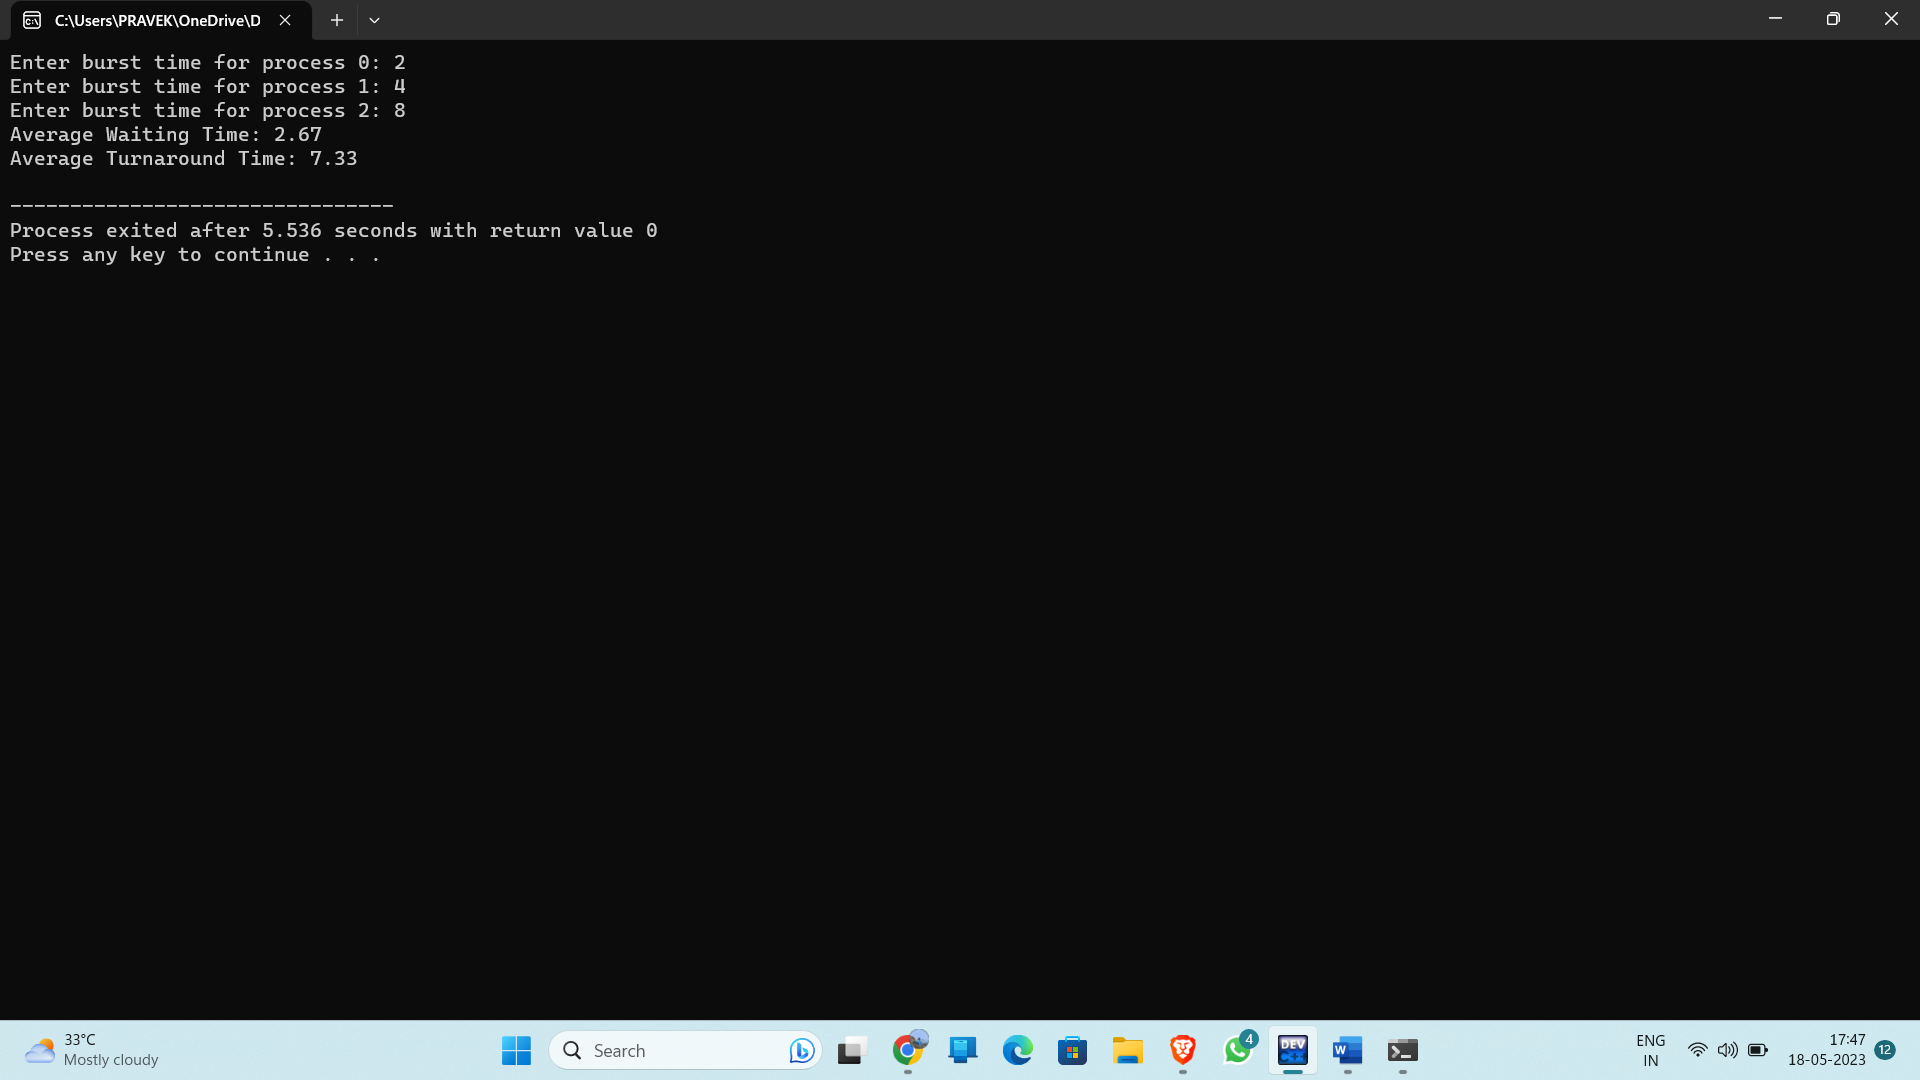 C:\Users\PRAVEK\OneDrive\D
Enter burst time for process 0: 2
Enter burst time for process 1: 4
Enter burst time for process 2: 8
Average Waiting Time: 2.67
Average Turnaround Time: 7.33
--------------------------------
Process exited after 5.536 seconds with return value 0
Press any key to continue . . .
33°C
Mostly cloudy
Search
4
DEV
C++
W
ENG
IN
17:47
18-05-2023
12